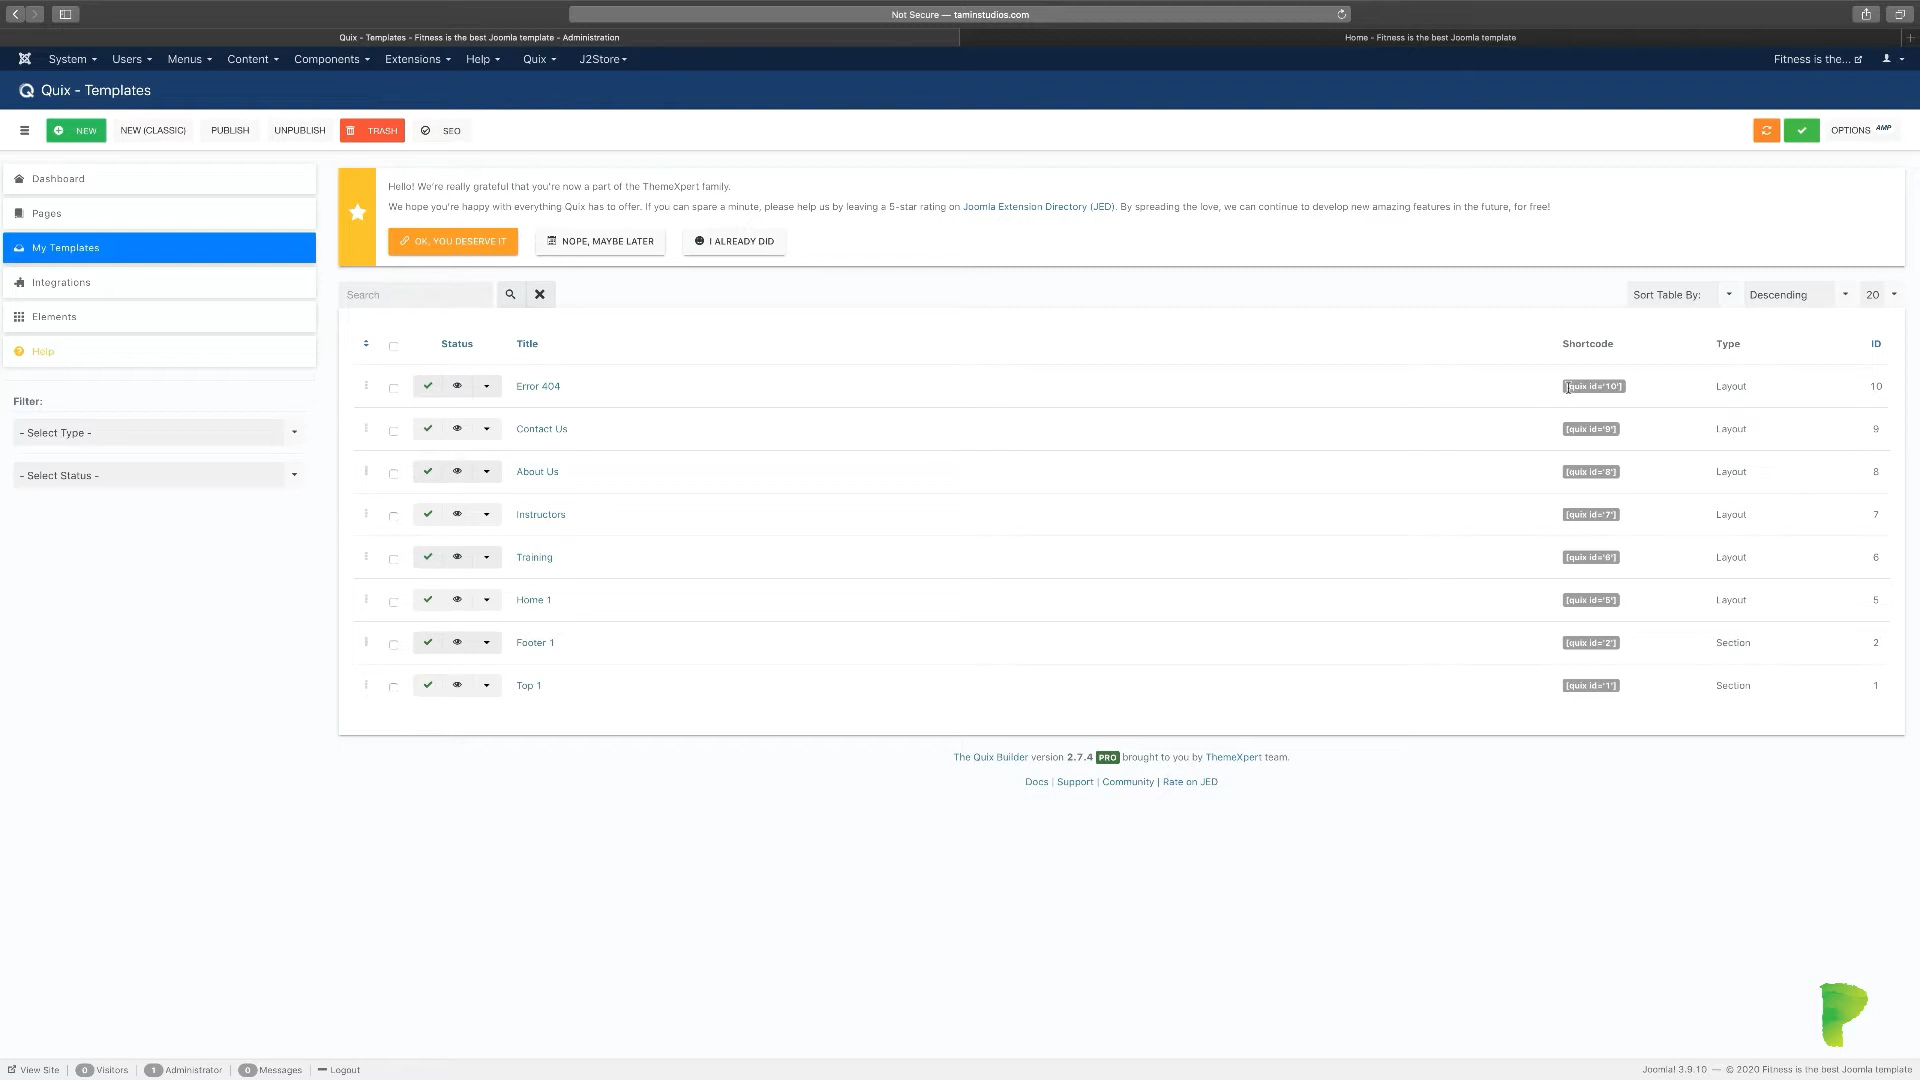 Not Secure — taminstudios.com
Quix - Templates - Fitness is the best Joomla template - Administration
Home - Fitness is the best Joomla template
System Users Menus Content Components Extensions Help Quix J2Store
Fitness is the...
Quix - Templates
NEW NEW (CLASSIC) PUBLISH UNPUBLISH TRASH SEO OPTIONS AMP
Dashboard
Pages
My Templates
Integrations
Elements
Help
Filter:
- Select Type -
- Select Status -
Hello! We're really grateful that you're now a part of the ThemeXpert family.
We hope you're happy with everything Quix has to offer. If you can spare a minute, please help us by leaving a 5-star rating on Joomla Extension Directory (JED). By spreading the love, we can continue to develop new amazing features in the future, for free!
OK, YOU DESERVE IT NOPE, MAYBE LATER I ALREADY DID
Search Sort Table By: Descending 20
Status Title Shortcode Type ID
Error 404 [quix id='10'] Layout 10
Contact Us [quix id='9'] Layout 9
About Us [quix id='8'] Layout 8
Instructors [quix id='7'] Layout 7
Training [quix id='6'] Layout 6
Home 1 [quix id='5'] Layout 5
Footer 1 [quix id='2'] Section 2
Top 1 [quix id='1'] Section 1
The Quix Builder version 2.7.4 PRO brought to you by ThemeXpert team.
Docs | Support | Community | Rate on JED
View Site 0 Visitors 1 Administrator 0 Messages Logout
Joomla! 3.9.10 — © 2020 Fitness is the best Joomla template